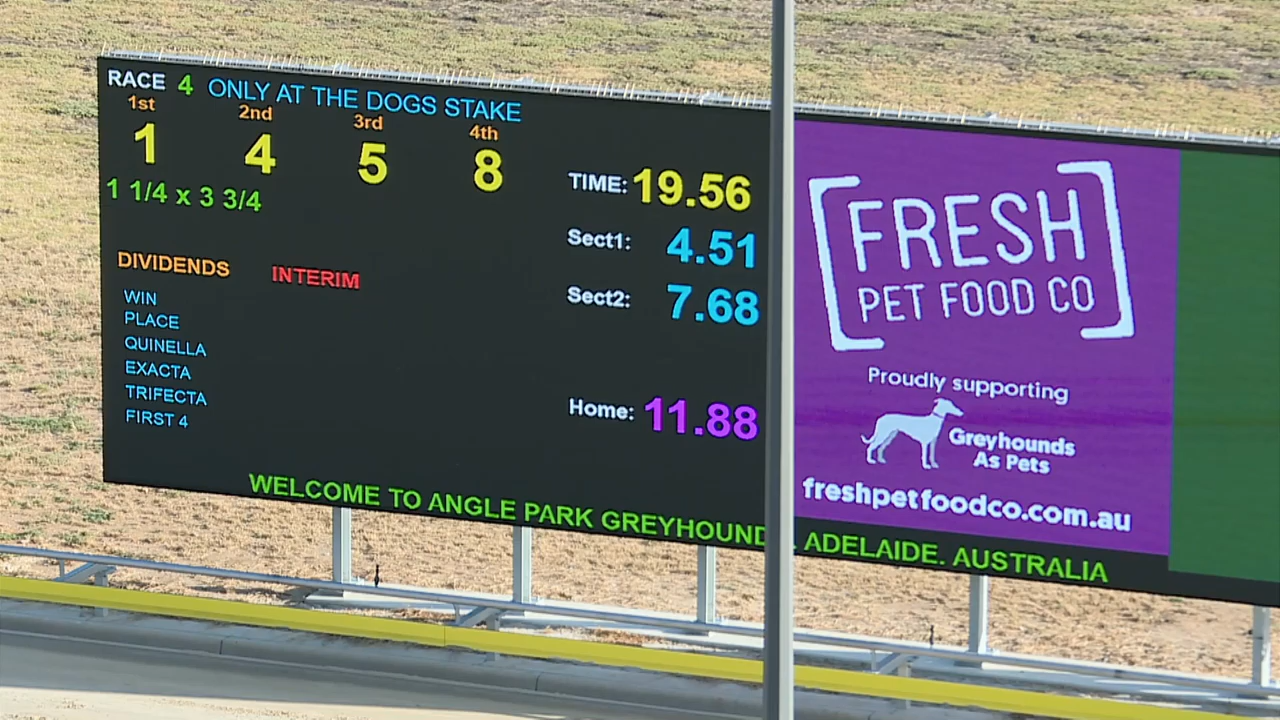 RACE 4 ONLY AT THE DOGS STAKE
1st 2nd 3rd 4th
1 4 5 8
1 1/4 x 3 3/4
TIME: 19.56
Sect1: 4.51
Sect2: 7.68
Home: 11.88
DIVIDENDS INTERIM
WIN
PLACE
QUINELLA
EXACTA
TRIFECTA
FIRST 4
FRESH
PET FOOD CO
Proudly supporting
Greyhounds
As Pets
freshpetfoodco.com.au
WELCOME TO ANGLE PARK GREYHOUND ADELAIDE. AUSTRALIA